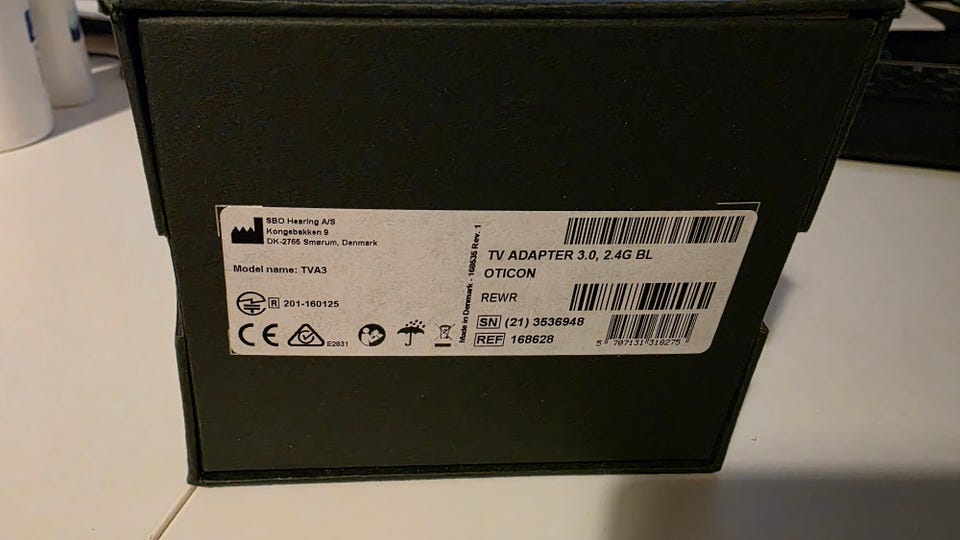 SBO Hearing A/S
Kongebakken 9
DK-2765 Smørum, Denmark
Model name: TVA3
R 201-160125
CE
E2831
Made in Denmark - 168635 Rev. 1
TV ADAPTER 3.0, 2.4G BL
OTICON
REWR
SN (21) 3536948
REF 168628
5 707131 318275